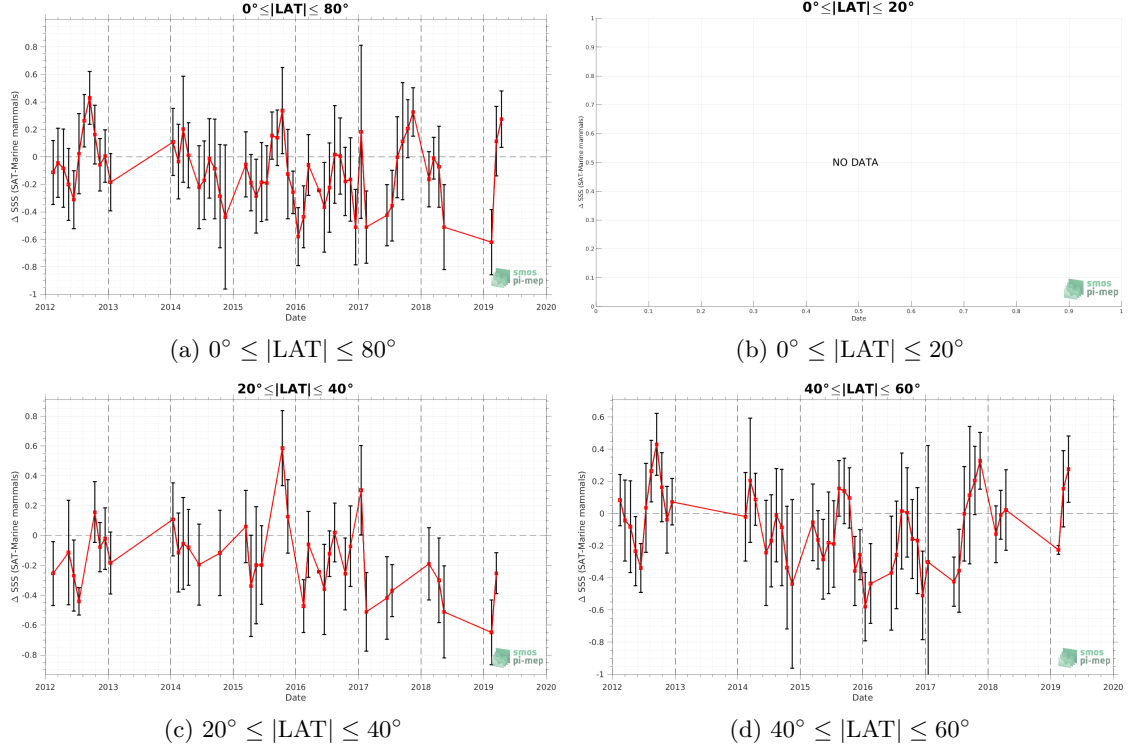 0°≤|LAT|≤ 80°
Δ SSS (SAT-Marine mammals)
0.8
0.6
0.4
0.2
0
-0.2
-0.4
-0.6
-0.8
-1
2012 2013 2014 2015 2016 2017 2018 2019 2020
Date
smos
pi-mep
(a) 0° ≤ |LAT| ≤ 80°
0°≤|LAT|≤ 20°
Δ SSS (SAT-Marine mammals)
1
0.9
0.8
0.7
0.6
0.5
0.4
0.3
0.2
0.1
0
NO DATA
0 0.1 0.2 0.3 0.4 0.5 0.6 0.7 0.8 0.9 1
Date
smos
pi-mep
(b) 0° ≤ |LAT| ≤ 20°
20°≤|LAT|≤ 40°
Δ SSS (SAT-Marine mammals)
0.8
0.6
0.4
0.2
0
-0.2
-0.4
-0.6
-0.8
2012 2013 2014 2015 2016 2017 2018 2019 2020
Date
smos
pi-mep
(c) 20° ≤ |LAT| ≤ 40°
40°≤|LAT|≤ 60°
Δ SSS (SAT-Marine mammals)
0.6
0.4
0.2
0
-0.2
-0.4
-0.6
-0.8
-1
2012 2013 2014 2015 2016 2017 2018 2019 2020
Date
smos
pi-mep
(d) 40° ≤ |LAT| ≤ 60°